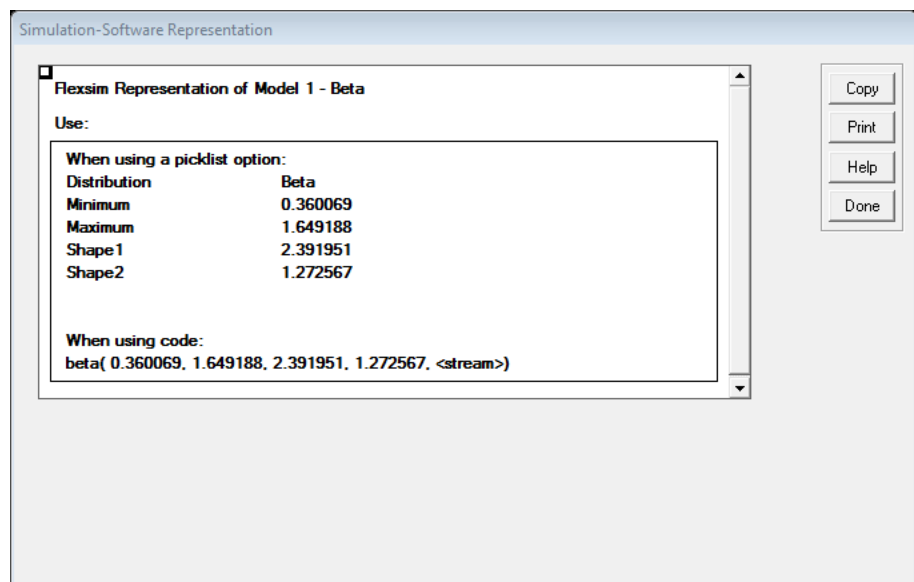 Simulation-Software Representation
Flexsim Representation of Model 1 - Beta
Use:
When using a picklist option:
Distribution Beta
Minimum 0.360069
Maximum 1.649188
Shape1 2.391951
Shape2 1.272567
When using code:
beta( 0.360069, 1.649188, 2.391951, 1.272567, <stream>)
Copy
Print
Help
Done